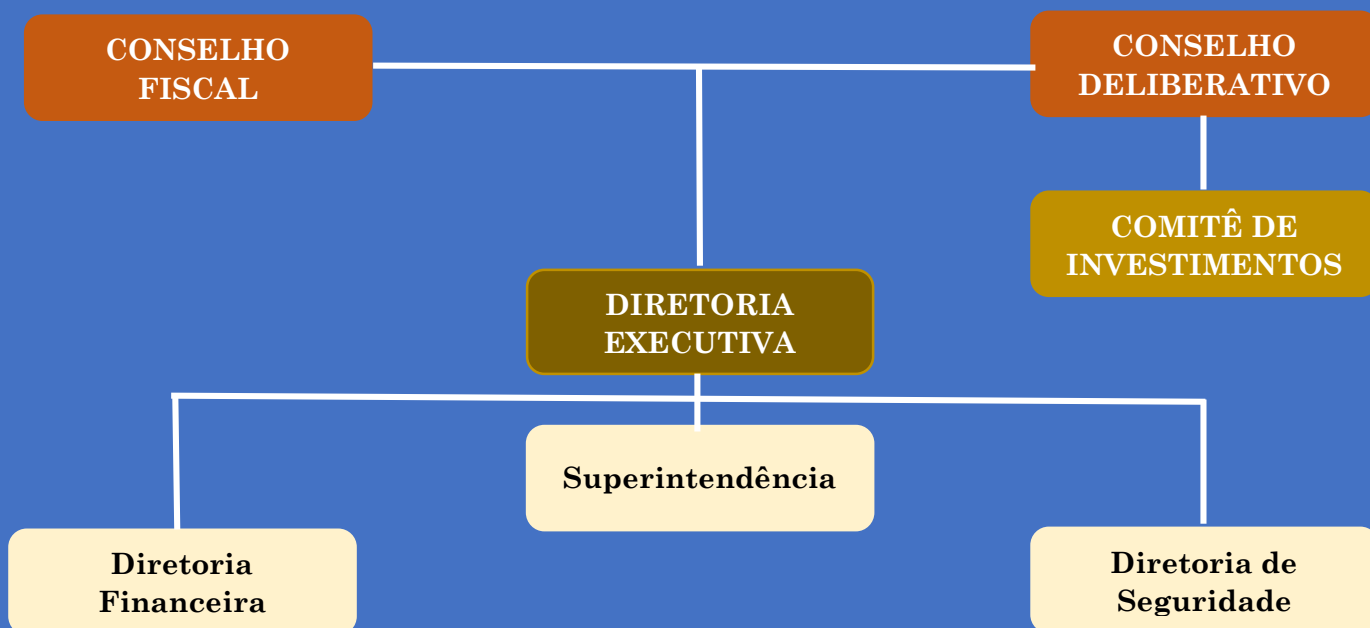 CONSELHO
FISCAL
CONSELHO
DELIBERATIVO
COMITÊ DE
INVESTIMENTOS
DIRETORIA
EXECUTIVA
Superintendência
Diretoria
Financeira
Diretoria de
Seguridade